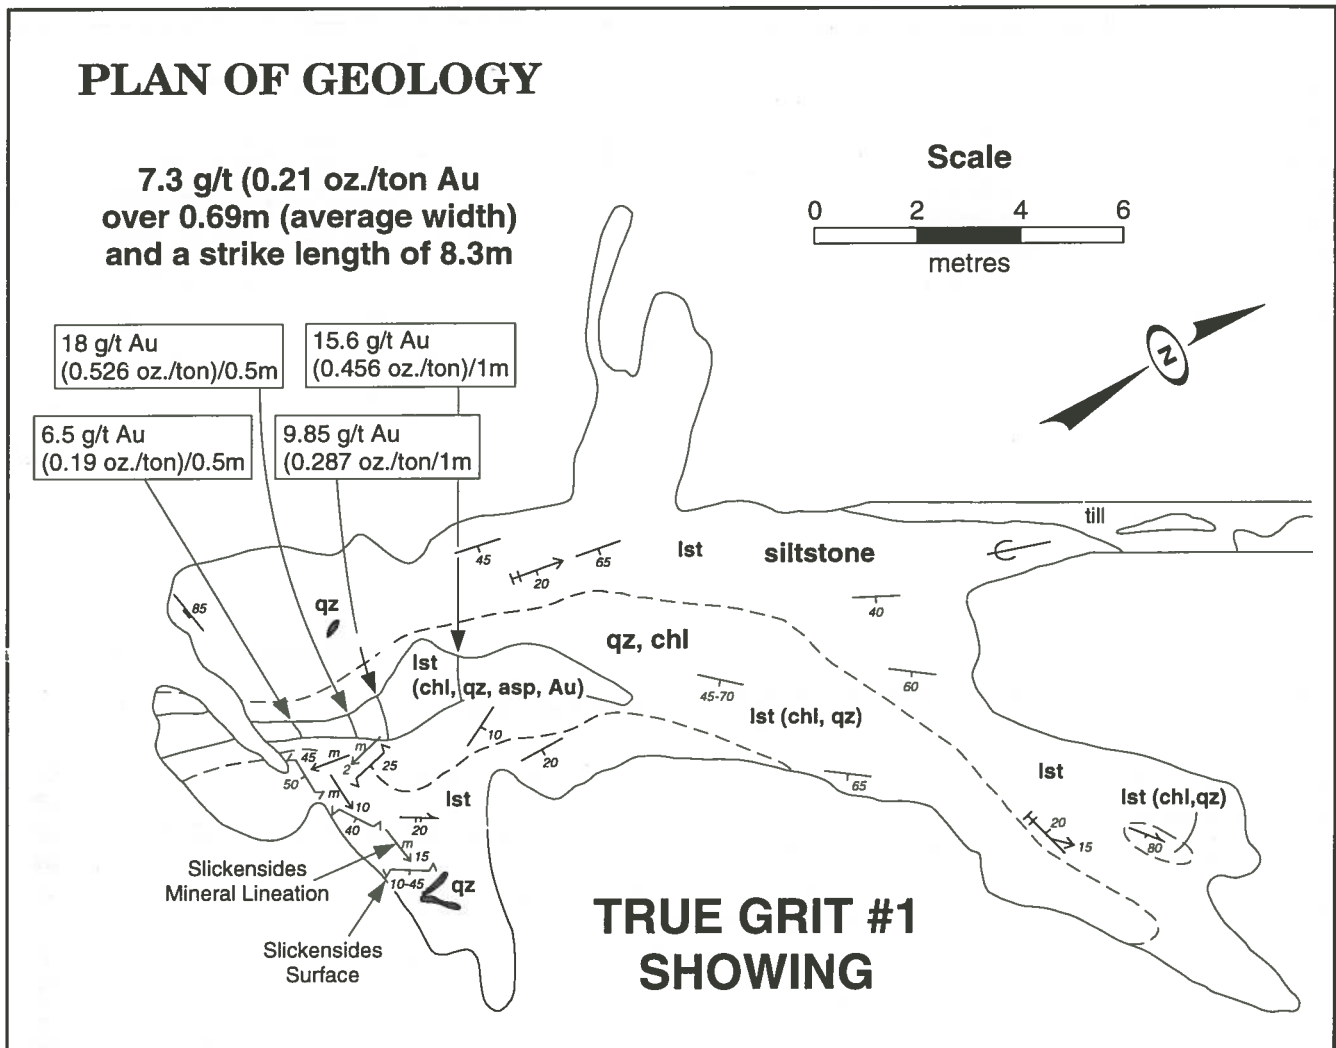 PLAN OF GEOLOGY
7.3 g/t (0.21 oz./ton Au
over 0.69m (average width)
and a strike length of 8.3m
Scale
0 2 4 6
metres
N
18 g/t Au
(0.526 oz./ton)/0.5m
15.6 g/t Au
(0.456 oz./ton)/1m
6.5 g/t Au
(0.19 oz./ton)/0.5m
9.85 g/t Au
(0.287 oz./ton/1m
till
45
20
65
lst
siltstone
85
qz
40
qz, chl
lst
(chl, qz, asp, Au)
60
45-70
lst (chl, qz)
10
20
45
m
m
2
25
50
m
10
65
lst
lst
lst (chl,qz)
40
20
20
15
80
m
15
10-45
qz
Slickensides
Mineral Lineation
Slickensides
Surface
TRUE GRIT #1
SHOWING